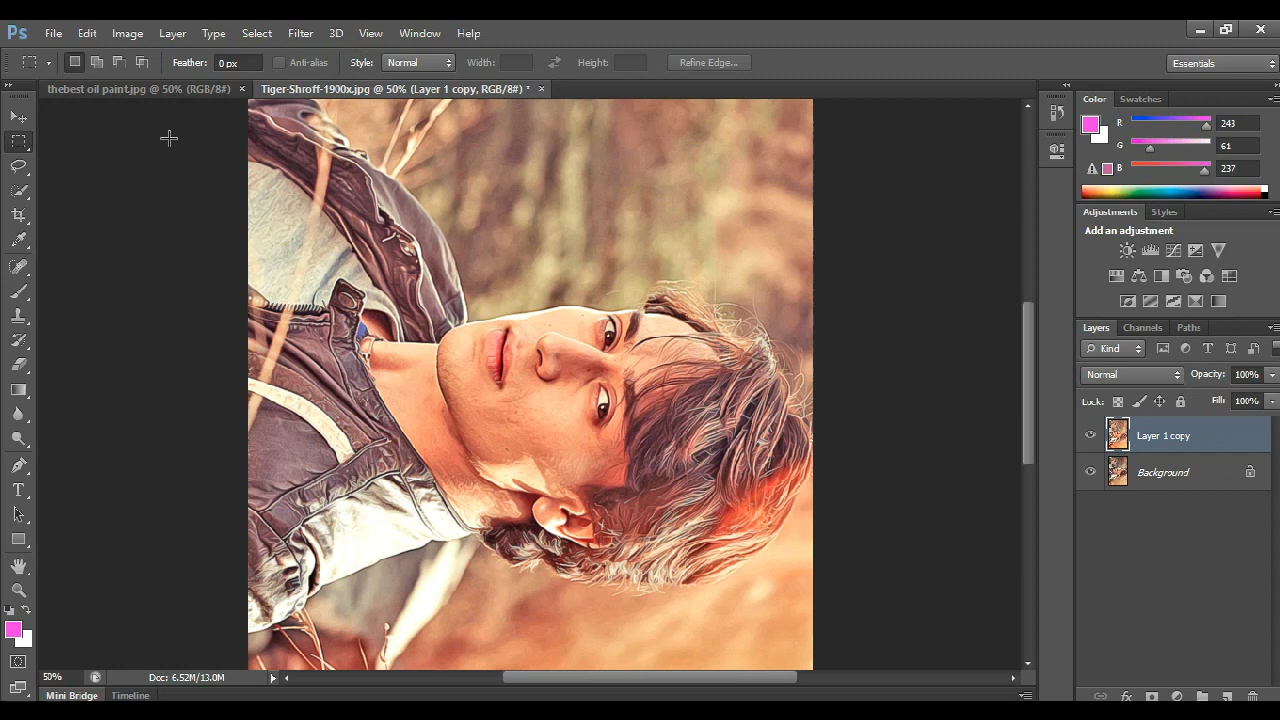 Ps File Edit Image Layer Type Select Filter 3D View Window Help
Feather: 0 px Anti-alias Style: Normal Width: Height: Refine Edge... Essentials
thebest oil paint.jpg @ 50% (RGB/8#) × Tiger-Shroff-1900x.jpg @ 50% (Layer 1 copy, RGB/8#) * ×
Color Swatches
R 243
G 61
B 237
Adjustments Styles
Add an adjustment
Layers Channels Paths
Kind
Normal Opacity: 100%
Lock: Fill: 100%
Layer 1 copy
Background
50% Doc: 6.52M/13.0M
Mini Bridge Timeline